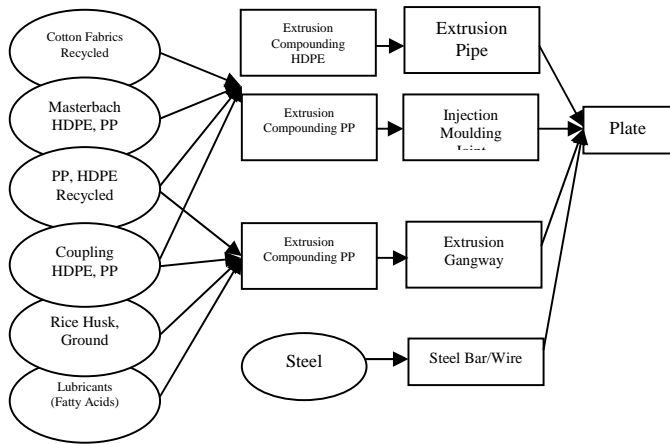 Cotton Fabrics
Recycled
Masterbach
HDPE, PP
PP, HDPE
Recycled
Coupling
HDPE, PP
Rice Husk,
Ground
Lubricants
(Fatty Acids)
Extrusion
Compounding
HDPE
Extrusion
Compounding PP
Extrusion
Compounding PP
Steel
Extrusion
Pipe
Injection
Moulding
Joint
Extrusion
Gangway
Steel Bar/Wire
Plate